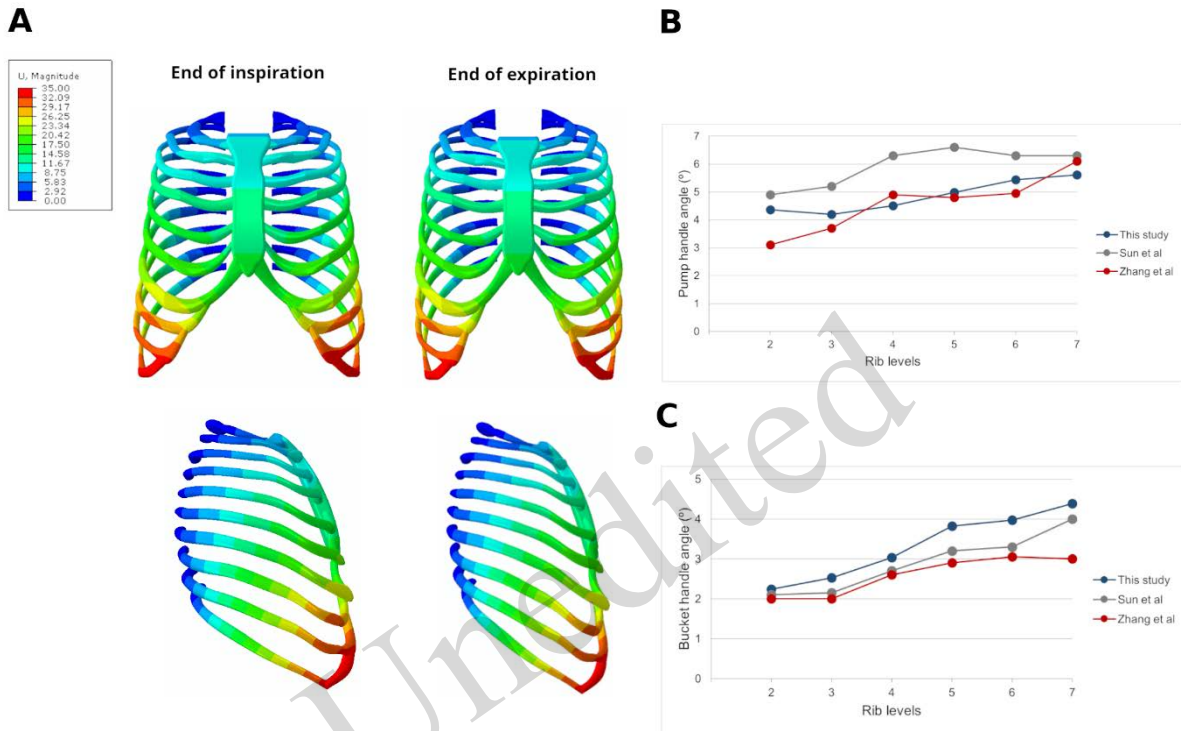 A
U, Magnitude
35.00
32.09
29.17
26.25
23.34
20.42
17.50
14.58
11.67
8.75
5.83
2.92
0.00
End of inspiration
End of expiration
B
Pump handle angle (º)
7
6
5
4
3
2
1
0
2 3 4 5 6 7
Rib levels
This study
Sun et al
Zhang et al
C
Bucket handle angle (º)
5
4
3
2
1
0
2 3 4 5 6 7
Rib levels
This study
Sun et al
Zhang et al
Unedited